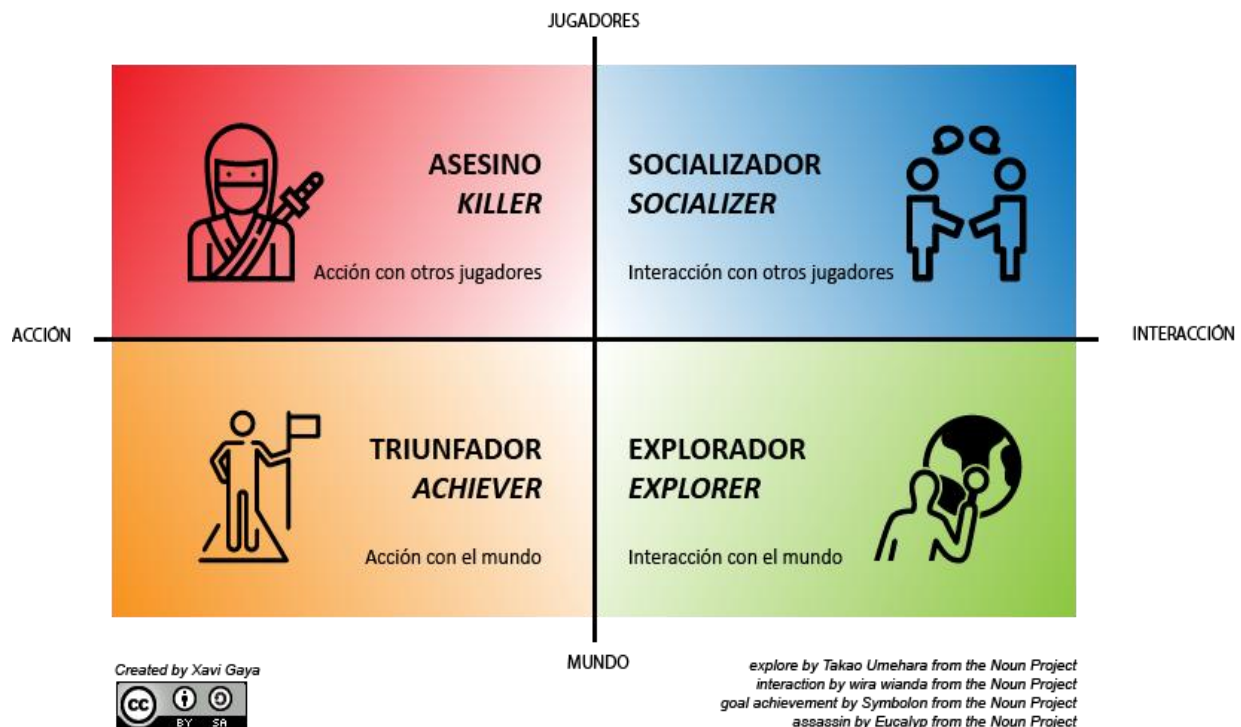 JUGADORES
ASESINO
KILLER
Acción con otros jugadores
SOCIALIZADOR
SOCIALIZER
Interacción con otros jugadores
ACCIÓN
INTERACCIÓN
TRIUNFADOR
ACHIEVER
Acción con el mundo
EXPLORADOR
EXPLORER
Interacción con el mundo
MUNDO
Created by Xavi Gaya
cc
BY SA
explore by Takao Umehara from the Noun Project
interaction by wira wianda from the Noun Project
goal achievement by Symbolon from the Noun Project
assassin by Eucalyp from the Noun Project